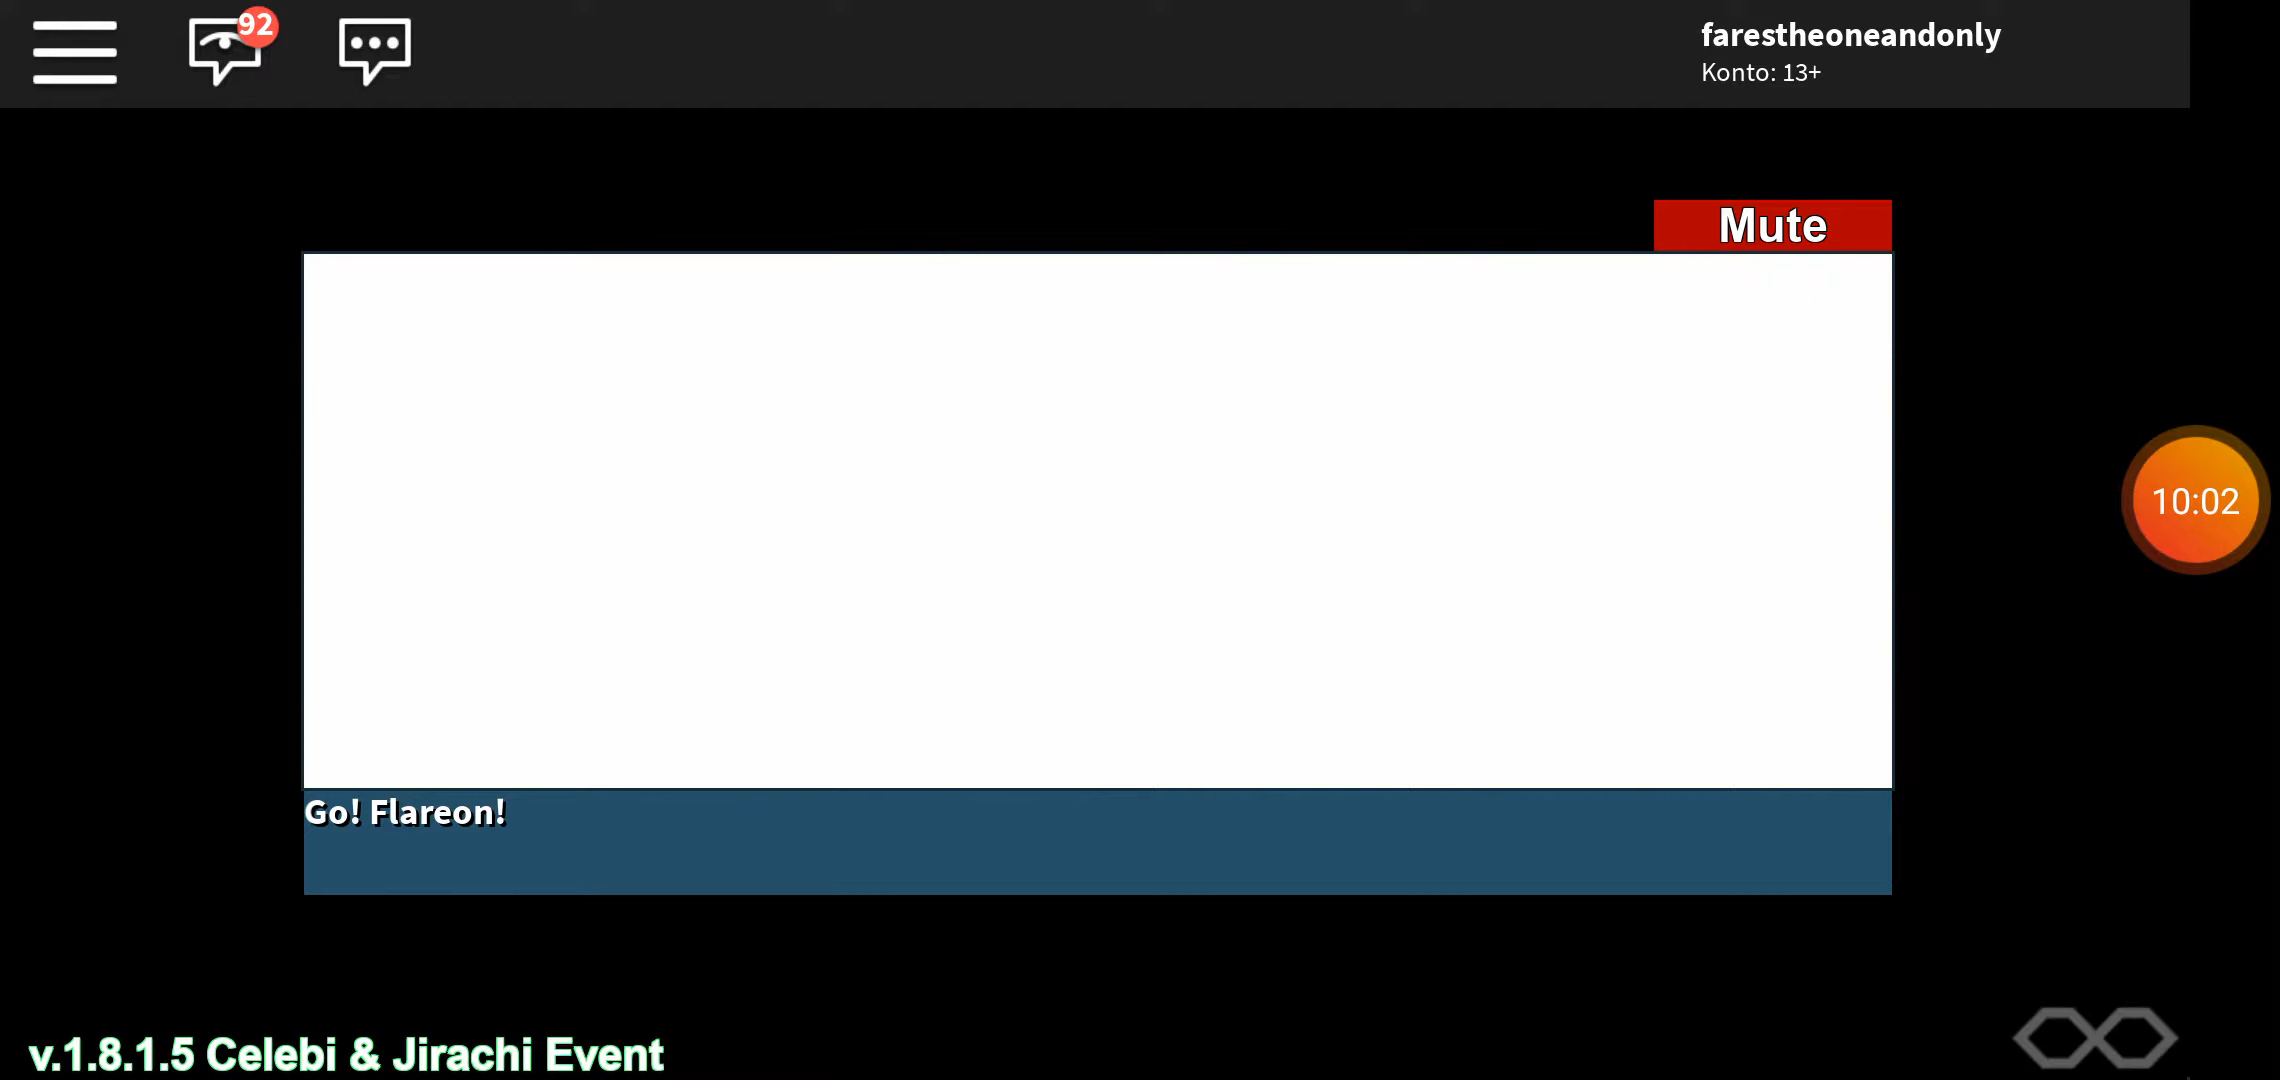 92
farestheoneandonly
Konto: 13+
Mute
10:02
Go! Flareon!
v.1.8.1.5 Celebi & Jirachi Event